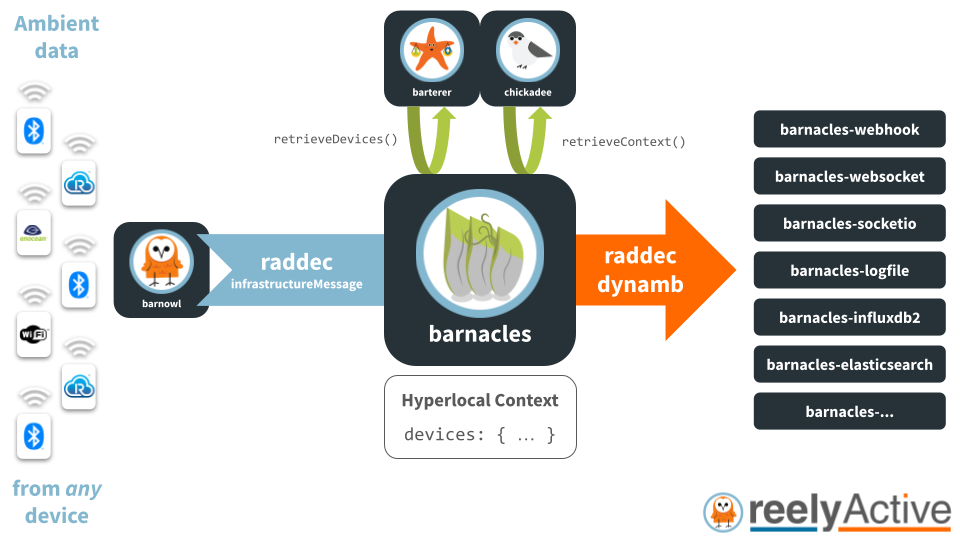 Ambient
data
barterer
chickadee
retrieveDevices()
retrieveContext()
R
enocean
WiFi
R
barnowl
raddec
infrastructureMessage
barnacles
raddec
dynamb
barnacles-webhook
barnacles-websocket
barnacles-socketio
barnacles-logfile
barnacles-influxdb2
barnacles-elasticsearch
barnacles-...
Hyperlocal Context
devices: { ... }
from any
device
reelyActive